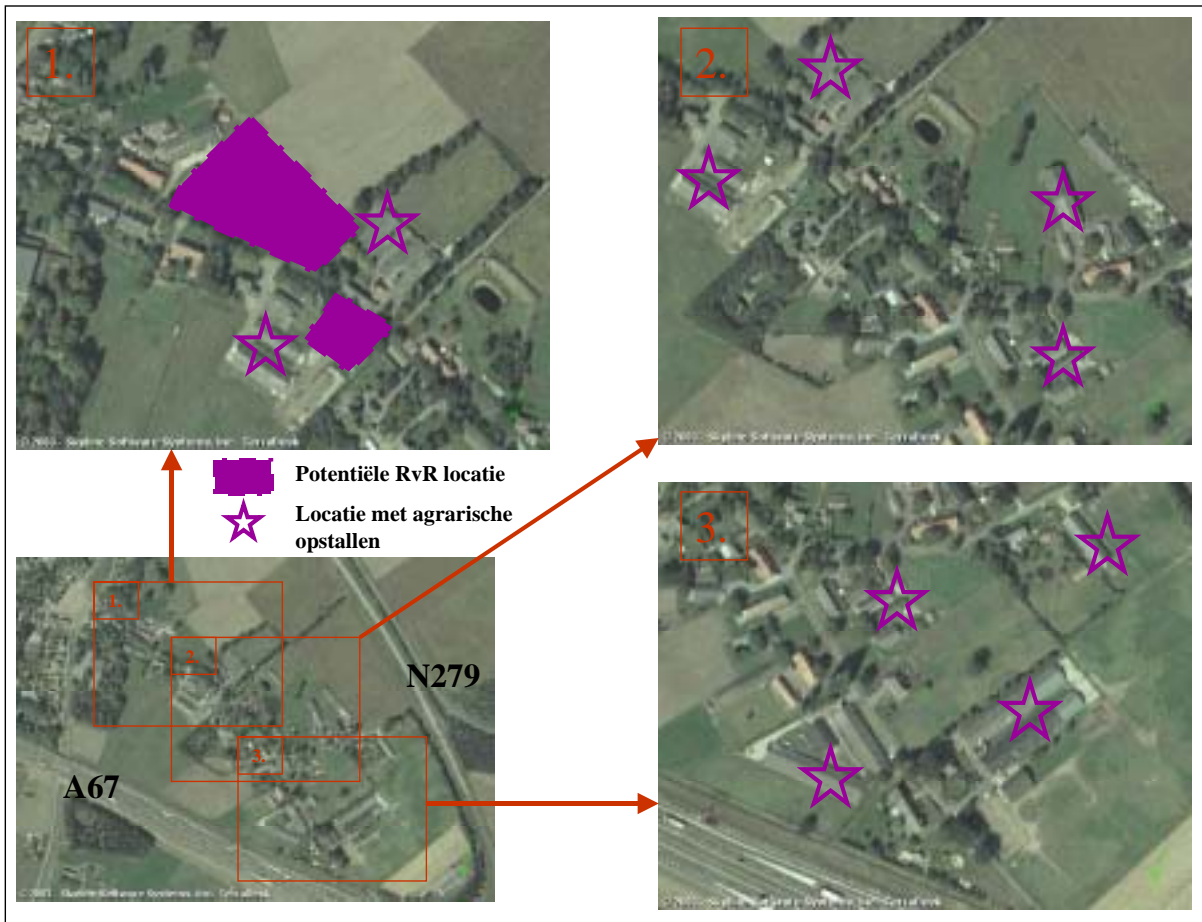 1.
2.
Potentiële RvR locatie
Locatie met agrarische
opstallen
3.
1.
2.
3.
N279
A67